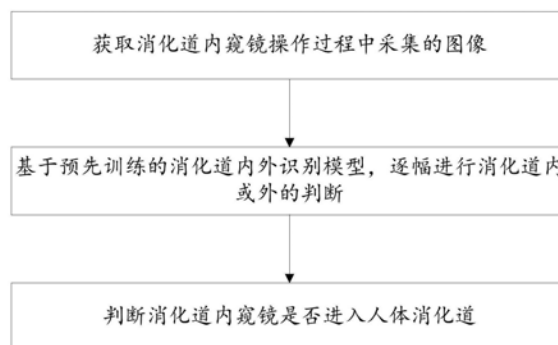 获取消化道内窥镜操作过程中采集的图像
基于预先训练的消化道内外识别模型，逐幅进行消化道内
或外的判断
判断消化道内窥镜是否进入人体消化道